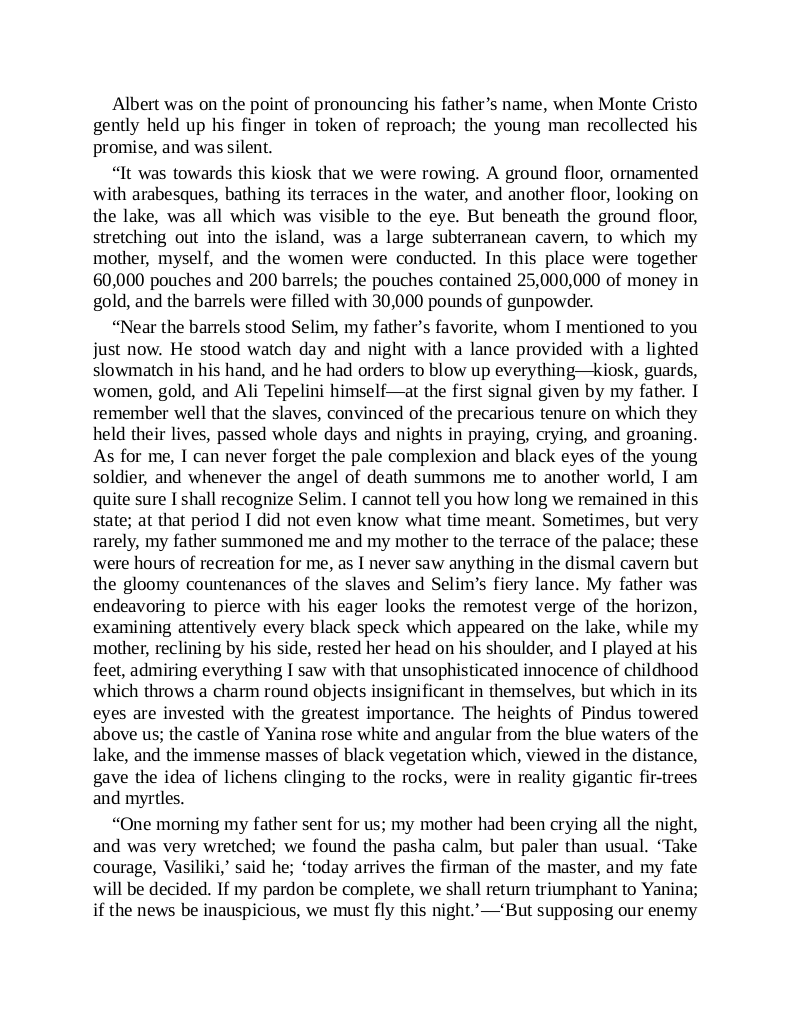 Albert was on the point of pronouncing his father’s name, when Monte Cristo
gently held up his finger in token of reproach; the young man recollected his
promise, and was silent.
“It was towards this kiosk that we were rowing. A ground floor, ornamented
with arabesques, bathing its terraces in the water, and another floor, looking on
the lake, was all which was visible to the eye. But beneath the ground floor,
stretching out into the island, was a large subterranean cavern, to which my
mother, myself, and the women were conducted. In this place were together
60,000 pouches and 200 barrels; the pouches contained 25,000,000 of money in
gold, and the barrels were filled with 30,000 pounds of gunpowder.
“Near the barrels stood Selim, my father’s favorite, whom I mentioned to you
just now. He stood watch day and night with a lance provided with a lighted
slowmatch in his hand, and he had orders to blow up everything—kiosk, guards,
women, gold, and Ali Tepelini himself—at the first signal given by my father. I
remember well that the slaves, convinced of the precarious tenure on which they
held their lives, passed whole days and nights in praying, crying, and groaning.
As for me, I can never forget the pale complexion and black eyes of the young
soldier, and whenever the angel of death summons me to another world, I am
quite sure I shall recognize Selim. I cannot tell you how long we remained in this
state; at that period I did not even know what time meant. Sometimes, but very
rarely, my father summoned me and my mother to the terrace of the palace; these
were hours of recreation for me, as I never saw anything in the dismal cavern but
the gloomy countenances of the slaves and Selim’s fiery lance. My father was
endeavoring to pierce with his eager looks the remotest verge of the horizon,
examining attentively every black speck which appeared on the lake, while my
mother, reclining by his side, rested her head on his shoulder, and I played at his
feet, admiring everything I saw with that unsophisticated innocence of childhood
which throws a charm round objects insignificant in themselves, but which in its
eyes are invested with the greatest importance. The heights of Pindus towered
above us; the castle of Yanina rose white and angular from the blue waters of the
lake, and the immense masses of black vegetation which, viewed in the distance,
gave the idea of lichens clinging to the rocks, were in reality gigantic fir-trees
and myrtles.
“One morning my father sent for us; my mother had been crying all the night,
and was very wretched; we found the pasha calm, but paler than usual. ‘Take
courage, Vasiliki,’ said he; ‘today arrives the firman of the master, and my fate
will be decided. If my pardon be complete, we shall return triumphant to Yanina;
if the news be inauspicious, we must fly this night.’—‘But supposing our enemy